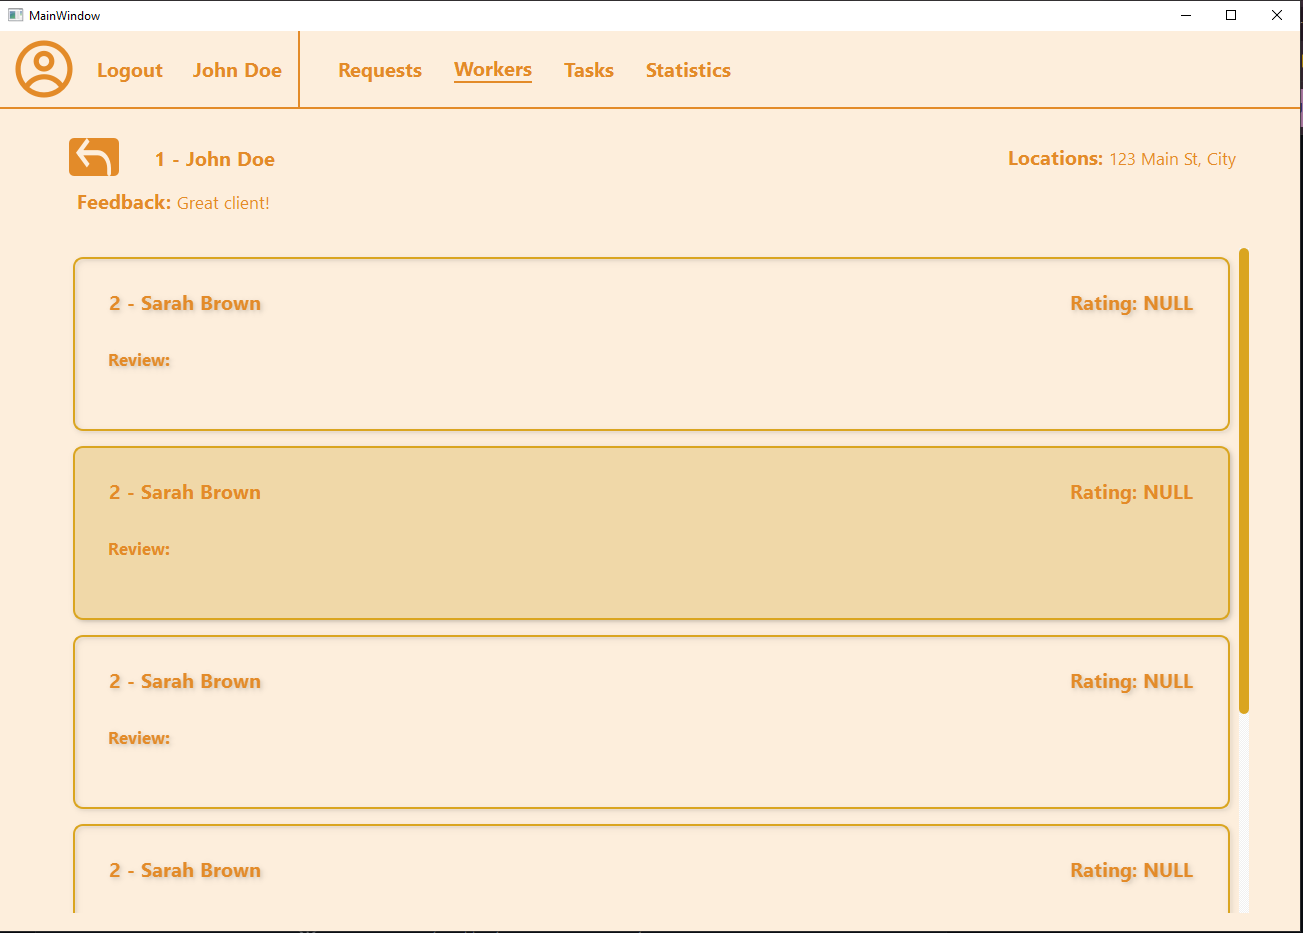 MainWindow
Logout John Doe Requests Workers Tasks Statistics
1 - John Doe Locations: 123 Main St, City
Feedback: Great client!
2 - Sarah Brown Rating: NULL
Review:
2 - Sarah Brown Rating: NULL
Review:
2 - Sarah Brown Rating: NULL
Review:
2 - Sarah Brown Rating: NULL